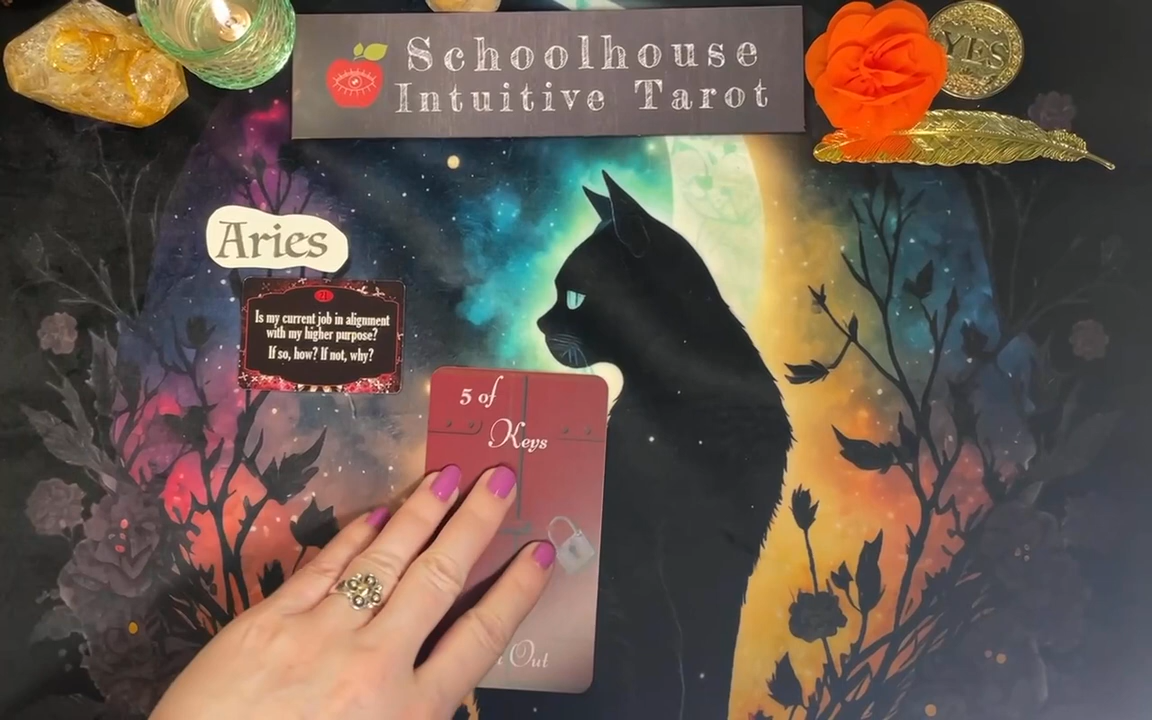 Schoolhouse
Intuitive Tarot
YES
Aries
21
Is my current job in alignment
with my higher purpose?
If so, how? If not, why?
5 of
Keys
Out